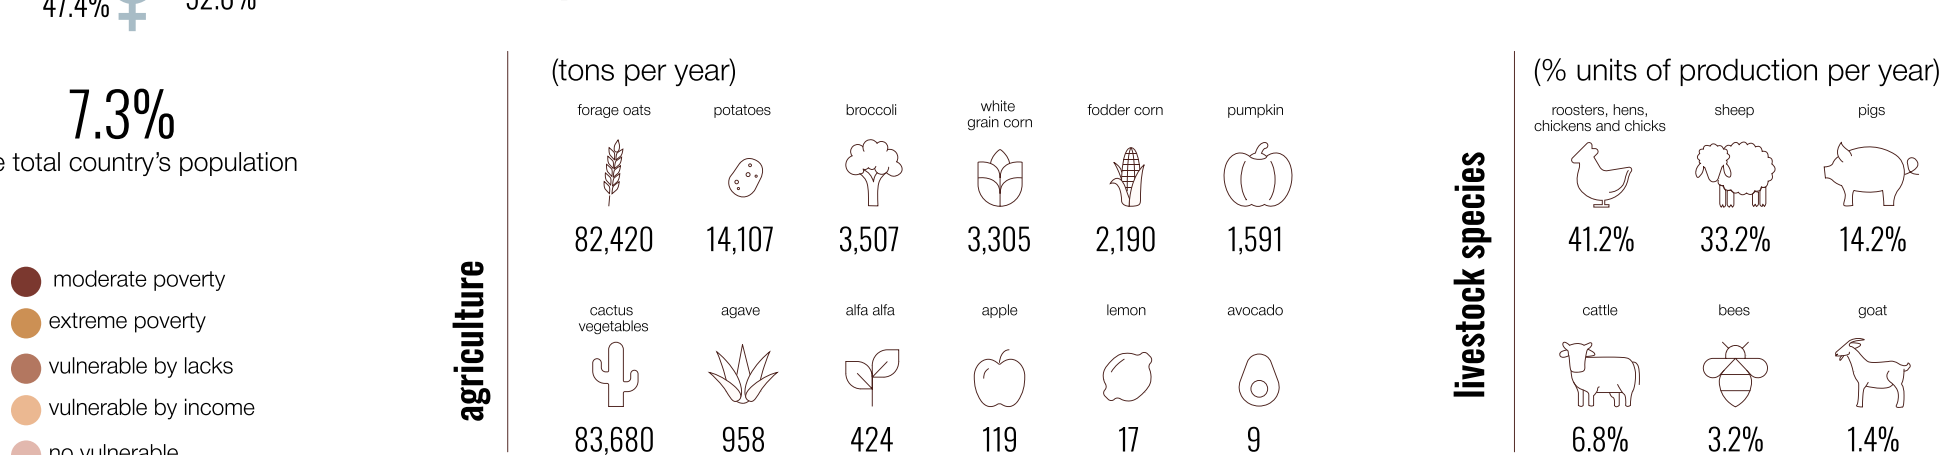 47.4%
7.3%
total country's population
moderate poverty
extreme poverty
vulnerable by lacks
vulnerable by income
no vulnerable
agriculture
(tons per year)
forage oats
potatoes
broccoli
white
grain corn
fodder corn
pumpkin
82,420
14,107
3,507
3,305
2,190
1,591
cactus
vegetables
agave
alfa alfa
apple
lemon
avocado
83,680
958
424
119
17
9
livestock species
(% units of production per year)
roosters, hens,
chickens and chicks
sheep
pigs
41.2%
33.2%
14.2%
cattle
bees
goat
6.8%
3.2%
1.4%